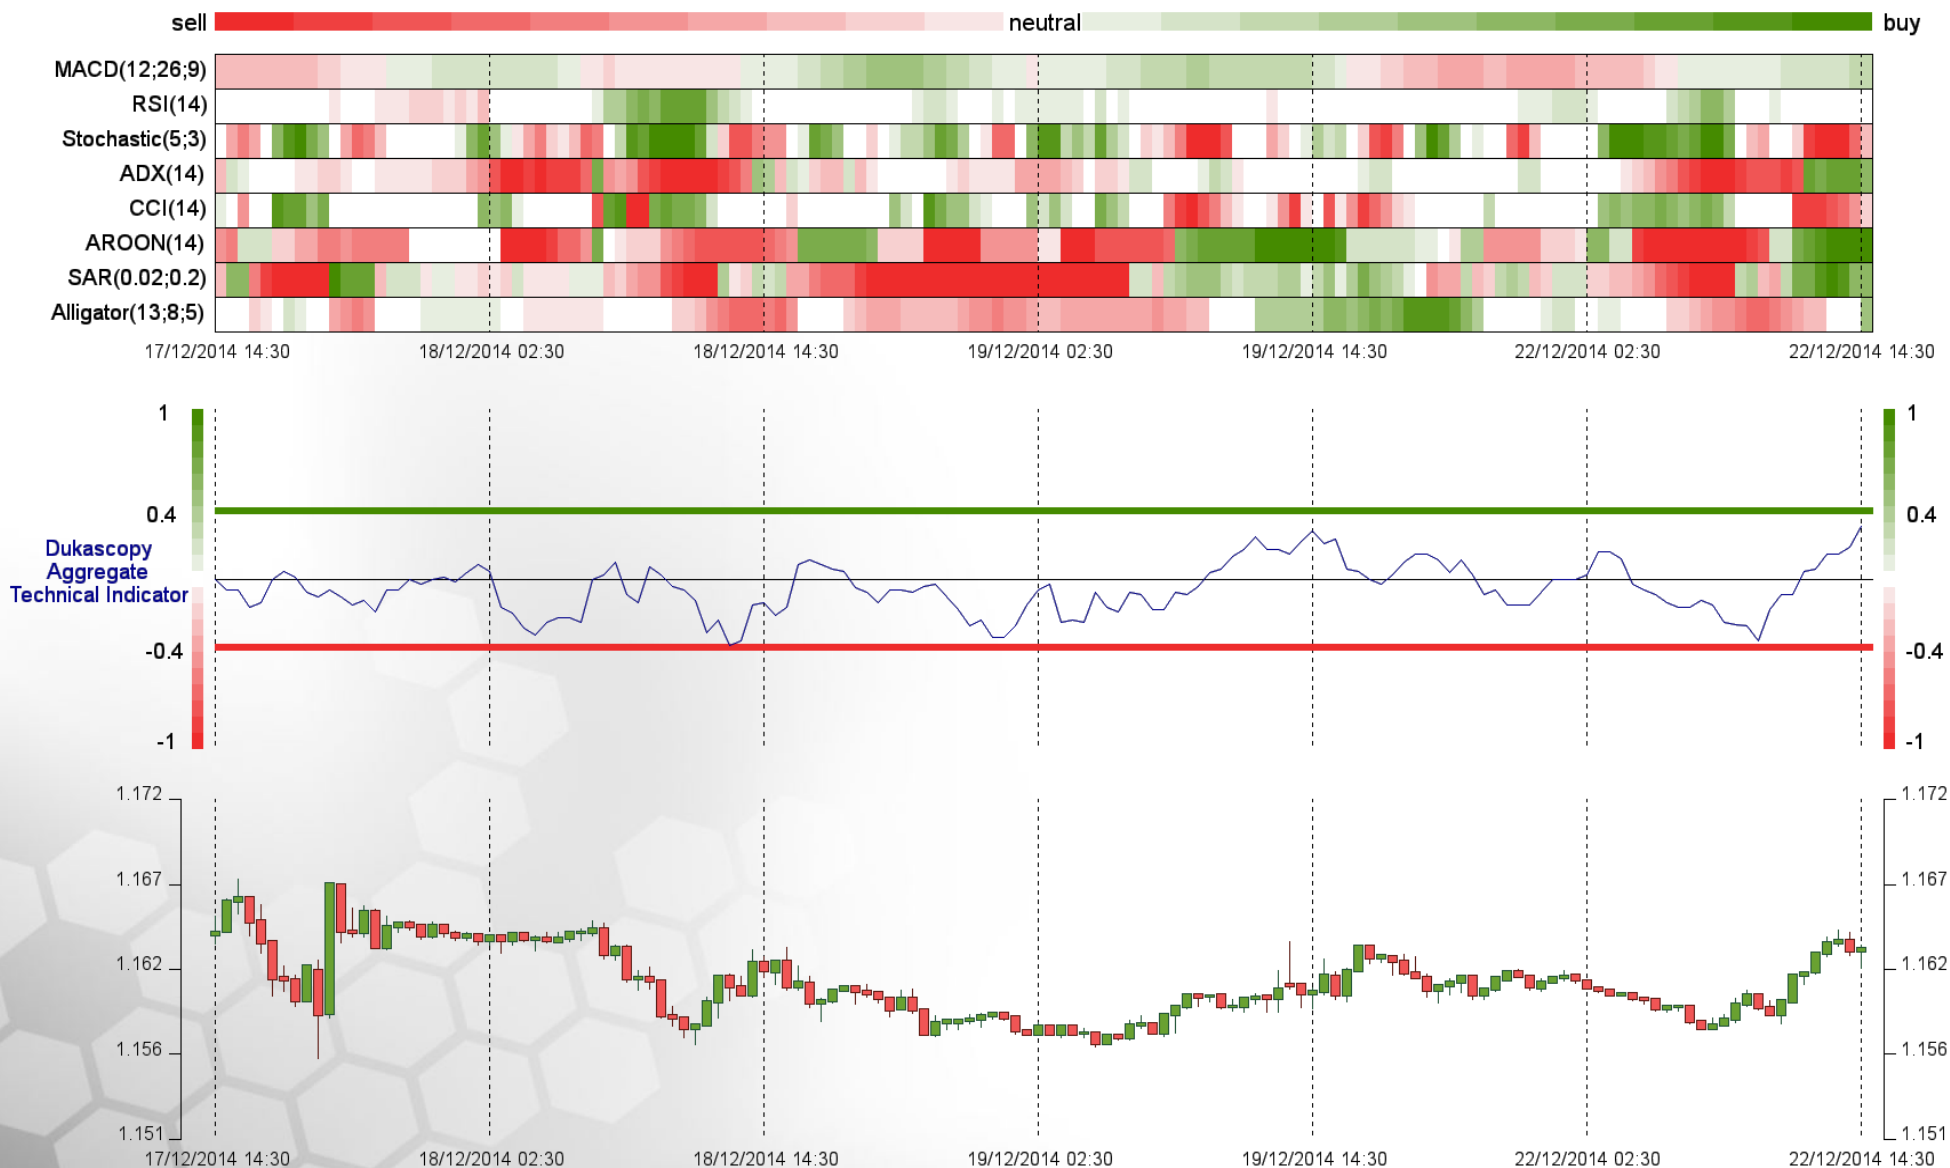 sell neutral buy
MACD(12;26;9)
RSI(14)
Stochastic(5;3)
ADX(14)
CCI(14)
AROON(14)
SAR(0.02;0.2)
Alligator(13;8;5)
17/12/2014 14:30 18/12/2014 02:30 18/12/2014 14:30 19/12/2014 02:30 19/12/2014 14:30 22/12/2014 02:30 22/12/2014 14:30
1 1
0.4 0.4
Dukascopy
Aggregate
Technical Indicator
-0.4 -0.4
-1 -1
1.172 1.172
1.167 1.167
1.162 1.162
1.156 1.156
1.151 1.151
17/12/2014 14:30 18/12/2014 02:30 18/12/2014 14:30 19/12/2014 02:30 19/12/2014 14:30 22/12/2014 02:30 22/12/2014 14:30